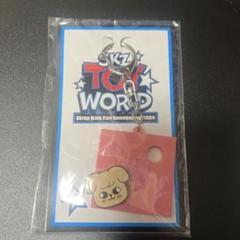 SKZ
TOY
WORLD
Stray Kids Fan Connecting 2024